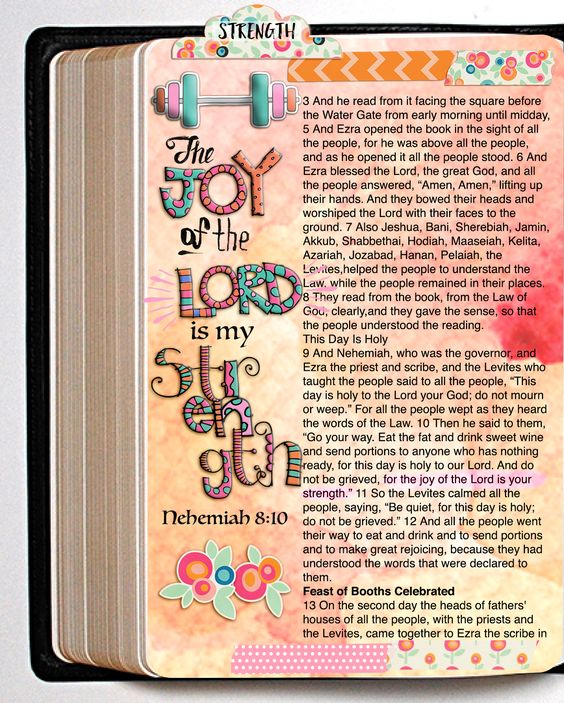 STRENGTH
The
JOY
of the
LORD
is my
Strength
Nehemiah 8:10
3 And he read from it facing the square before
the Water Gate from early morning until midday,
5 And Ezra opened the book in the sight of all
the people, for he was above all the people,
and as he opened it all the people stood. 6 And
Ezra blessed the Lord, the great God, and all
the people answered, “Amen, Amen,” lifting up
their hands. And they bowed their heads and
worshiped the Lord with their faces to the
ground. 7 Also Jeshua, Bani, Sherebiah, Jamin,
Akkub, Shabbethai, Hodiah, Maaseiah, Kelita,
Azariah, Jozabad, Hanan, Pelaiah, the
Levites,helped the people to understand the
Law, while the people remained in their places.
8 They read from the book, from the Law of
God, clearly,and they gave the sense, so that
the people understood the reading.
This Day Is Holy
9 And Nehemiah, who was the governor, and
Ezra the priest and scribe, and the Levites who
taught the people said to all the people, “This
day is holy to the Lord your God; do not mourn
or weep.” For all the people wept as they heard
the words of the Law. 10 Then he said to them,
“Go your way. Eat the fat and drink sweet wine
and send portions to anyone who has nothing
ready, for this day is holy to our Lord. And do
not be grieved, for the joy of the Lord is your
strength.” 11 So the Levites calmed all the
people, saying, “Be quiet, for this day is holy;
do not be grieved.” 12 And all the people went
their way to eat and drink and to send portions
and to make great rejoicing, because they had
understood the words that were declared to
them.
Feast of Booths Celebrated
13 On the second day the heads of fathers'
houses of all the people, with the priests and
the Levites, came together to Ezra the scribe in